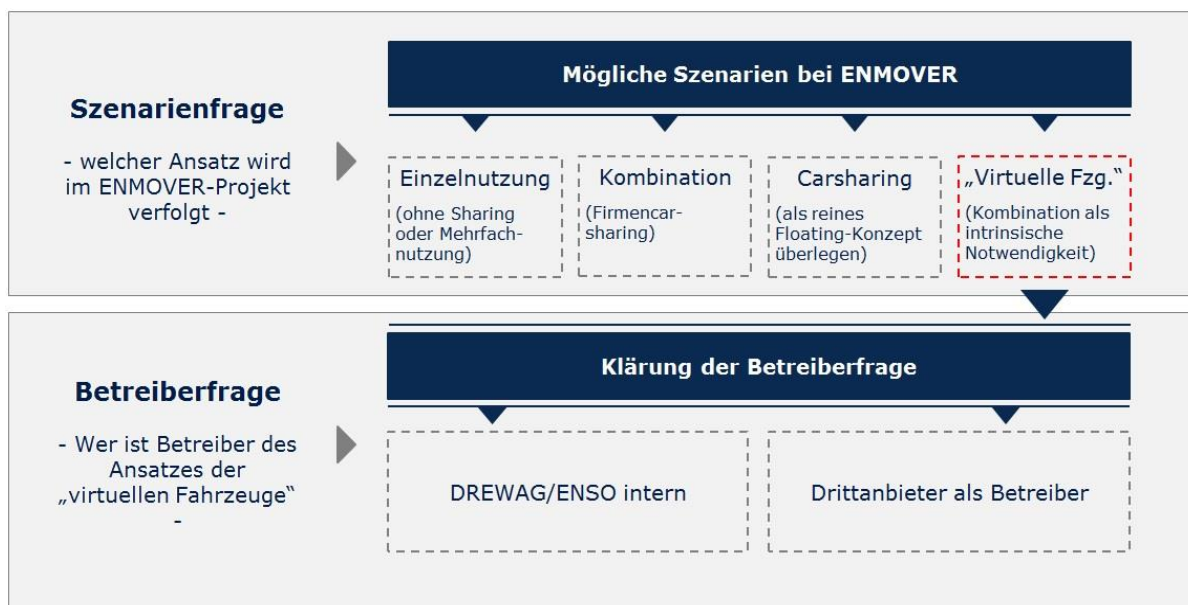 Mögliche Szenarien bei ENMOVER
Szenarienfrage
- welcher Ansatz wird
im ENMOVER-Projekt
verfolgt -
Einzelnutzung
(ohne Sharing
oder Mehrfach-
nutzung)
Kombination
(Firmencar-
sharing)
Carsharing
(als reines
Floating-Konzept
überlegen)
„Virtuelle Fzg.“
(Kombination als
intrinsische
Notwendigkeit)
Klärung der Betreiberfrage
Betreiberfrage
- Wer ist Betreiber des
Ansatzes der
„virtuellen Fahrzeuge“
-
DREWAG/ENSO intern
Drittanbieter als Betreiber